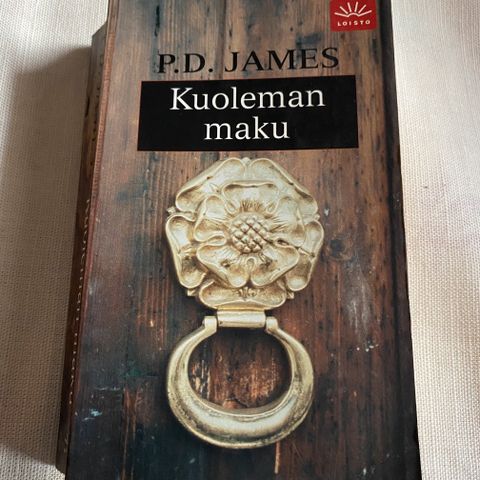 LOISTO
P.D. JAMES
Kuoleman
maku